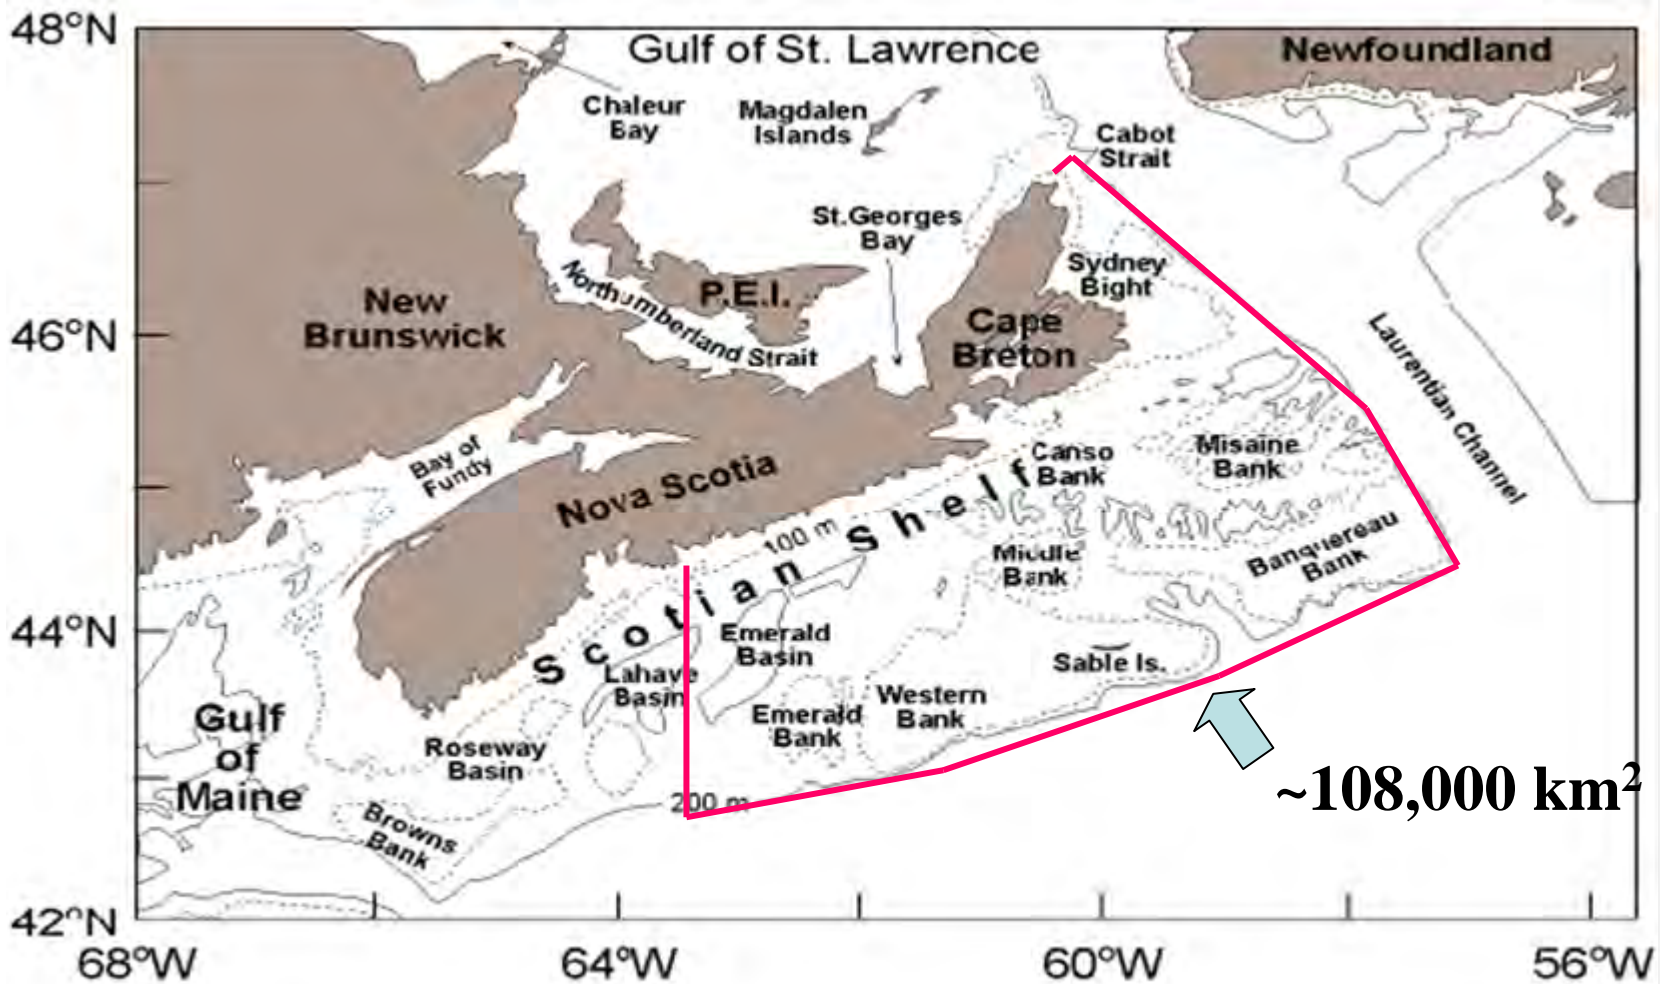 48°N
Gulf of St. Lawrence
Newfoundland
Chaleur
Bay
Magdalen
Islands
Cabot
Strait
St.Georges
Bay
Sydney
Bight
Northumberland Strait
P.E.I.
New
Brunswick
46°N
Cape
Breton
Laurentian Channel
Bay of
Fundy
Nova Scotia
Canso
Bank
Misaine
Bank
Scotian Shelf
100 m
Middle
Bank
Banquereau
Bank
44°N
Emerald
Basin
Sable Is.
Lahave
Basin
Western
Bank
Emerald
Bank
Gulf
of
Maine
Roseway
Basin
~108,000 km²
200 m
Browns
Bank
42°N
68°W
64°W
60°W
56°W